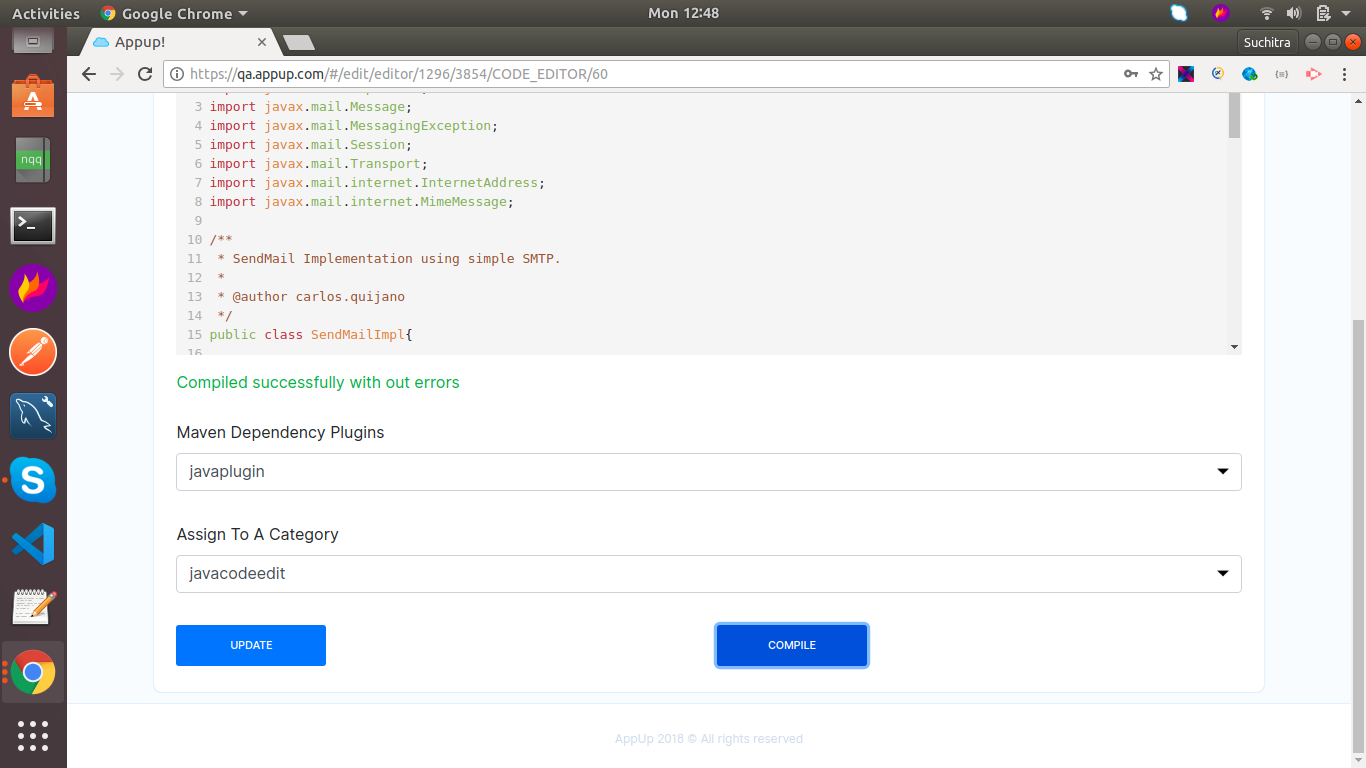 Activities Google Chrome Mon 12:48
Appup! Suchitra
https://qa.appup.com/#/edit/editor/1296/3854/CODE_EDITOR/60
nqq
3 import javax.mail.Message;
4 import javax.mail.MessagingException;
5 import javax.mail.Session;
6 import javax.mail.Transport;
7 import javax.mail.internet.InternetAddress;
8 import javax.mail.internet.MimeMessage;
9
10 /**
11 * SendMail Implementation using simple SMTP.
12 *
13 * @author carlos.quijano
14 */
15 public class SendMailImpl{
16
Compiled successfully with out errors
Maven Dependency Plugins
javaplugin
Assign To A Category
javacodeedit
UPDATE COMPILE
AppUp 2018 © All rights reserved